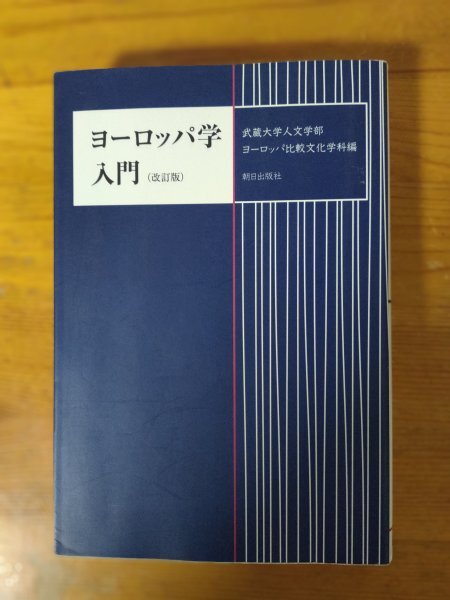 ヨーロッパ学
入門（改訂版）
武蔵大学人文学部
ヨーロッパ比較文化学科編
朝日出版社